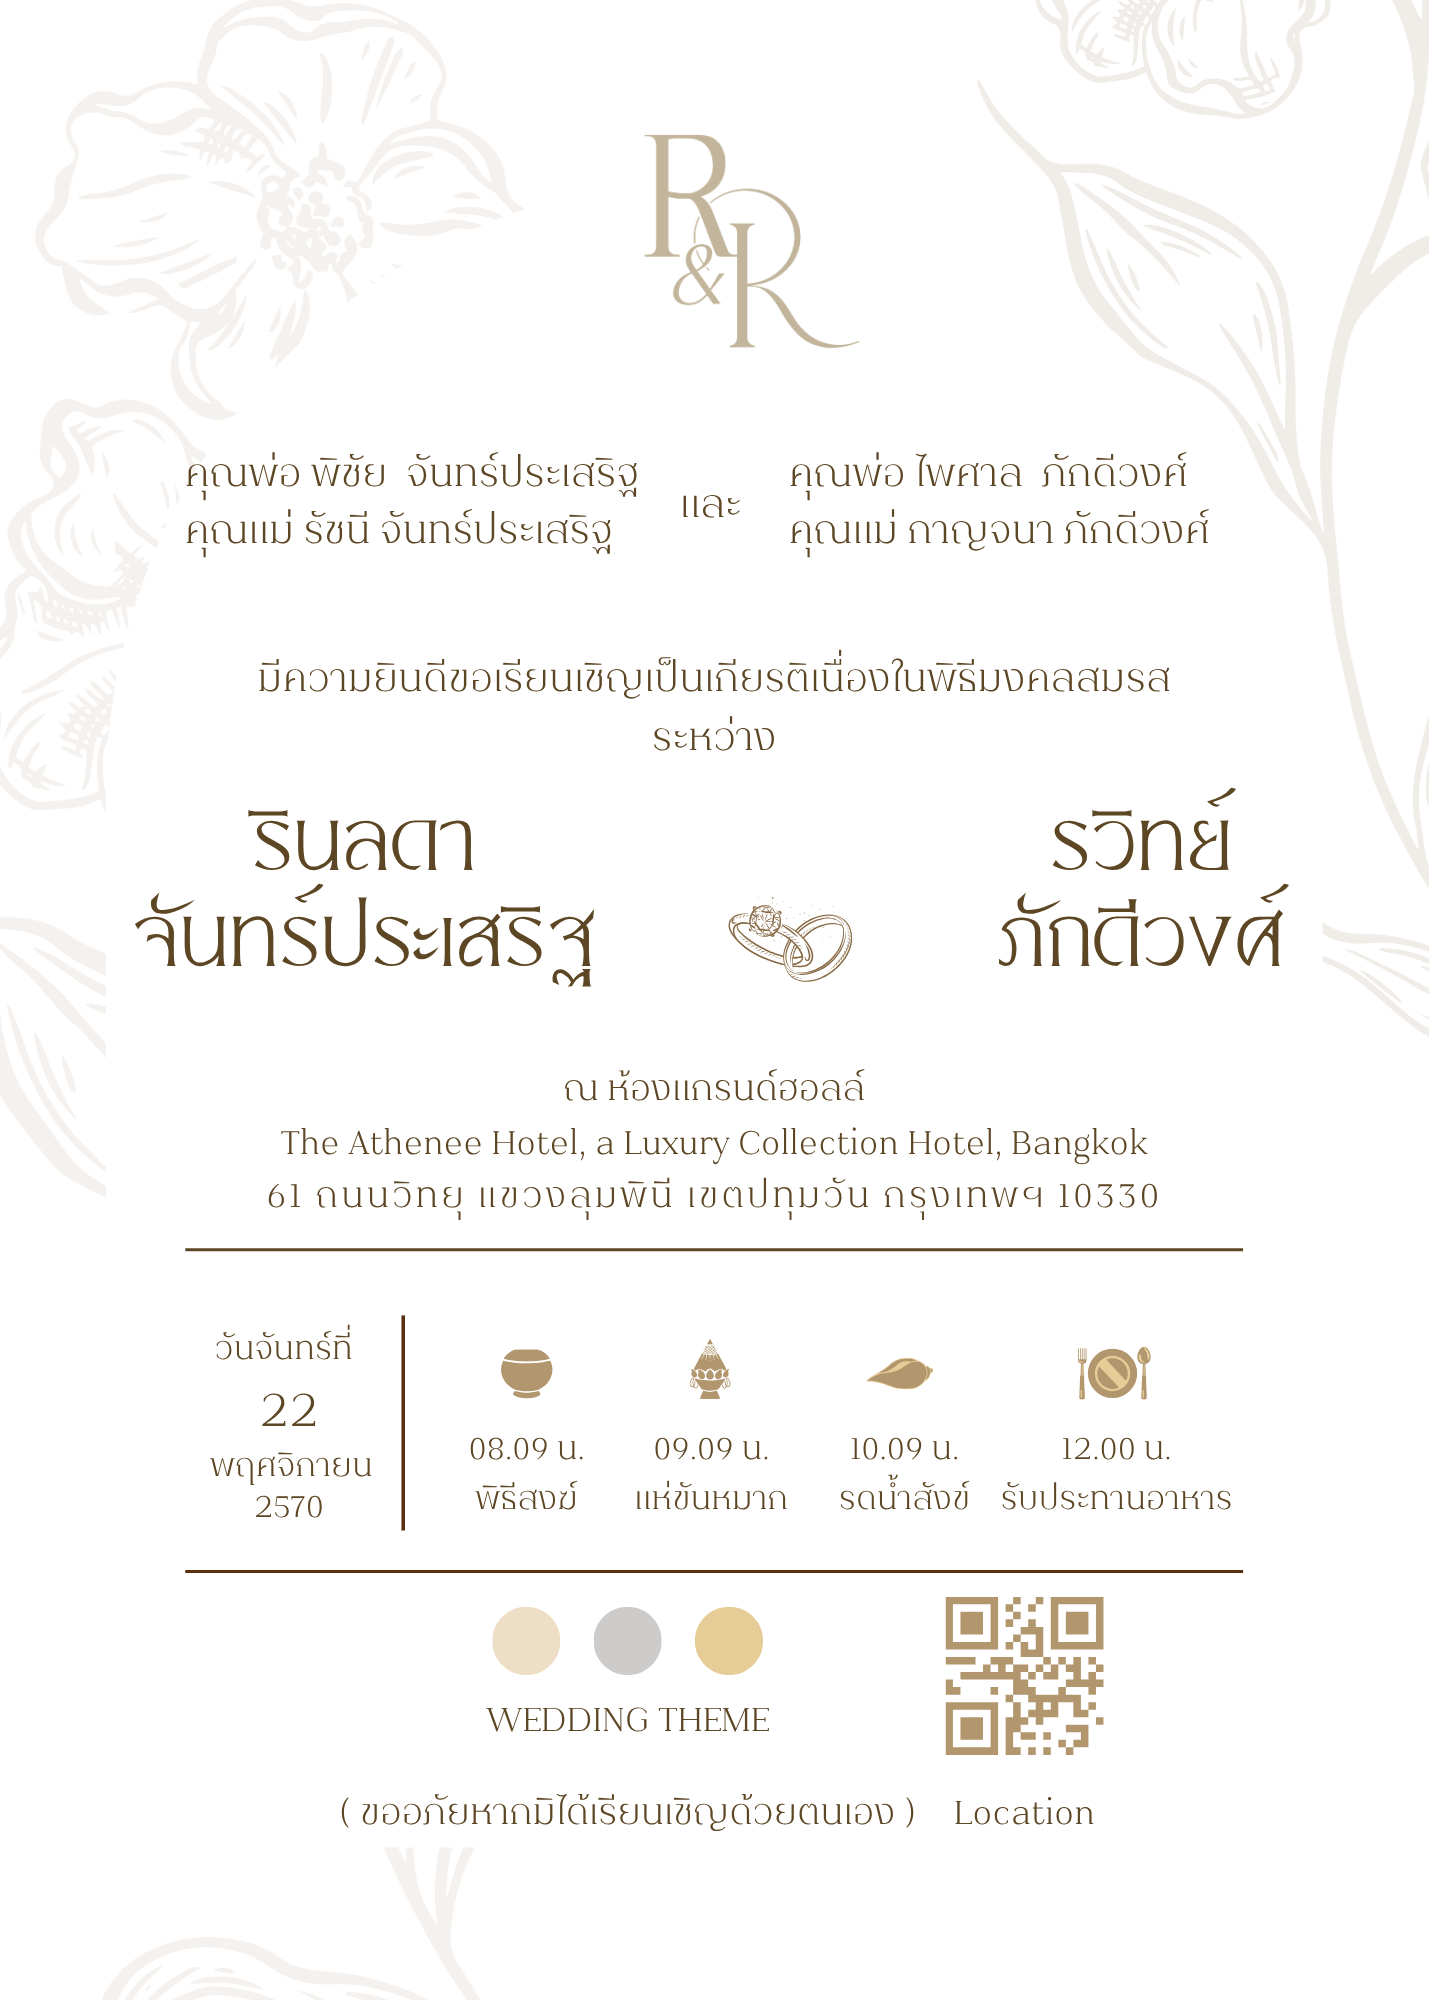 R&R
คุณพ่อ พิชัย จันทร์ประเสริฐ
คุณแม่ รัชนี จันทร์ประเสริฐ
และ
คุณพ่อ ไพศาล ภักดีวงศ์
คุณแม่ กาญจนา ภักดีวงศ์
มีความยินดีขอเรียนเชิญเป็นเกียรติเนื่องในพิธีมงคลสมรส
ระหว่าง
รินลดา
จันทร์ประเสริฐ
รวิทย์
ภักดีวงศ์
ณ ห้องแกรนด์ฮอลล์
The Athenee Hotel, a Luxury Collection Hotel, Bangkok
61 ถนนวิทยุ แขวงลุมพินี เขตปทุมวัน กรุงเทพฯ 10330
วันจันทร์ที่
22
พฤศจิกายน
2570
08.09 น.
พิธีสงฆ์
09.09 น.
แห่ขันหมาก
10.09 น.
รดน้ำสังข์
12.00 น.
รับประทานอาหาร
WEDDING THEME
( ขออภัยหากมิได้เรียนเชิญด้วยตนเอง )
Location